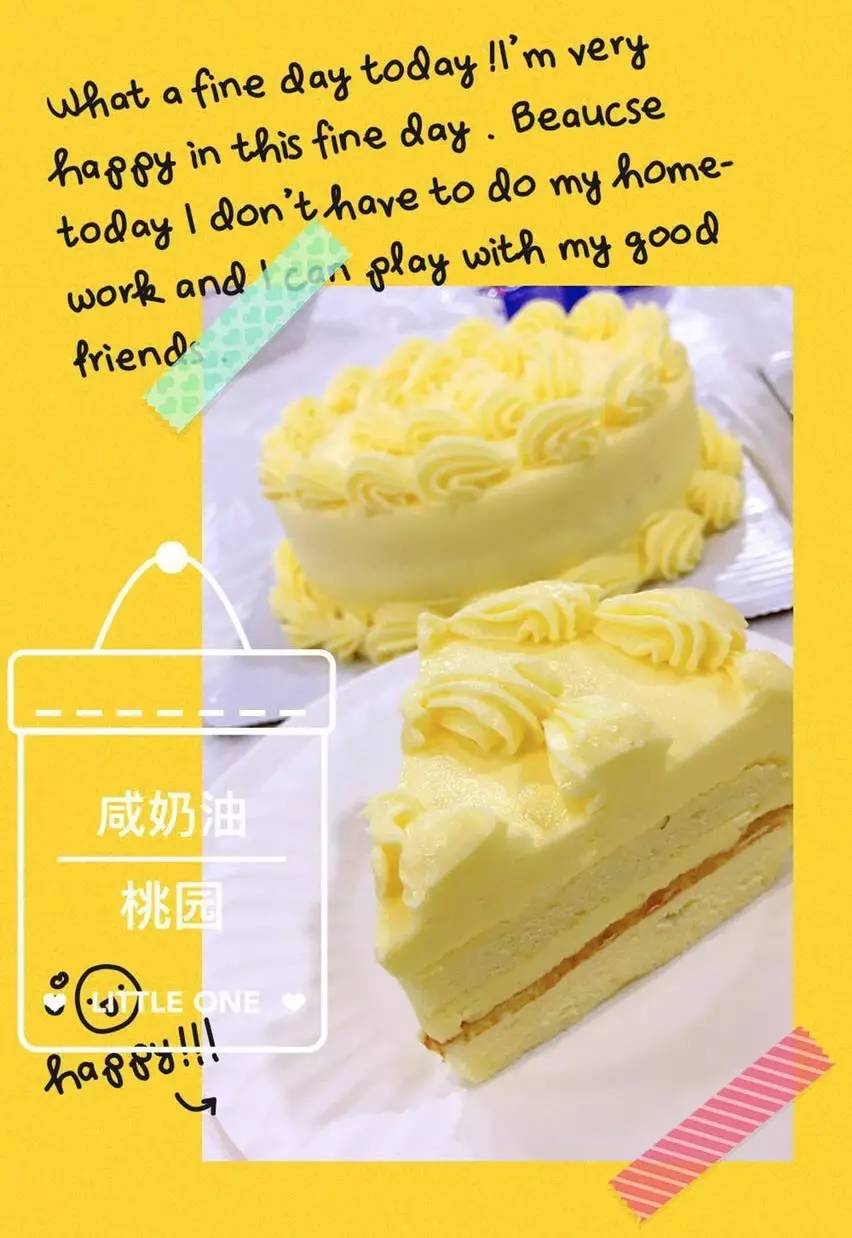 What a fine day today !I'm very
happy in this fine day . Beaucse
today I don't have to do my home-
work and I can play with my good
friends .
咸奶油
桃园
LITTLE ONE
happy!!!